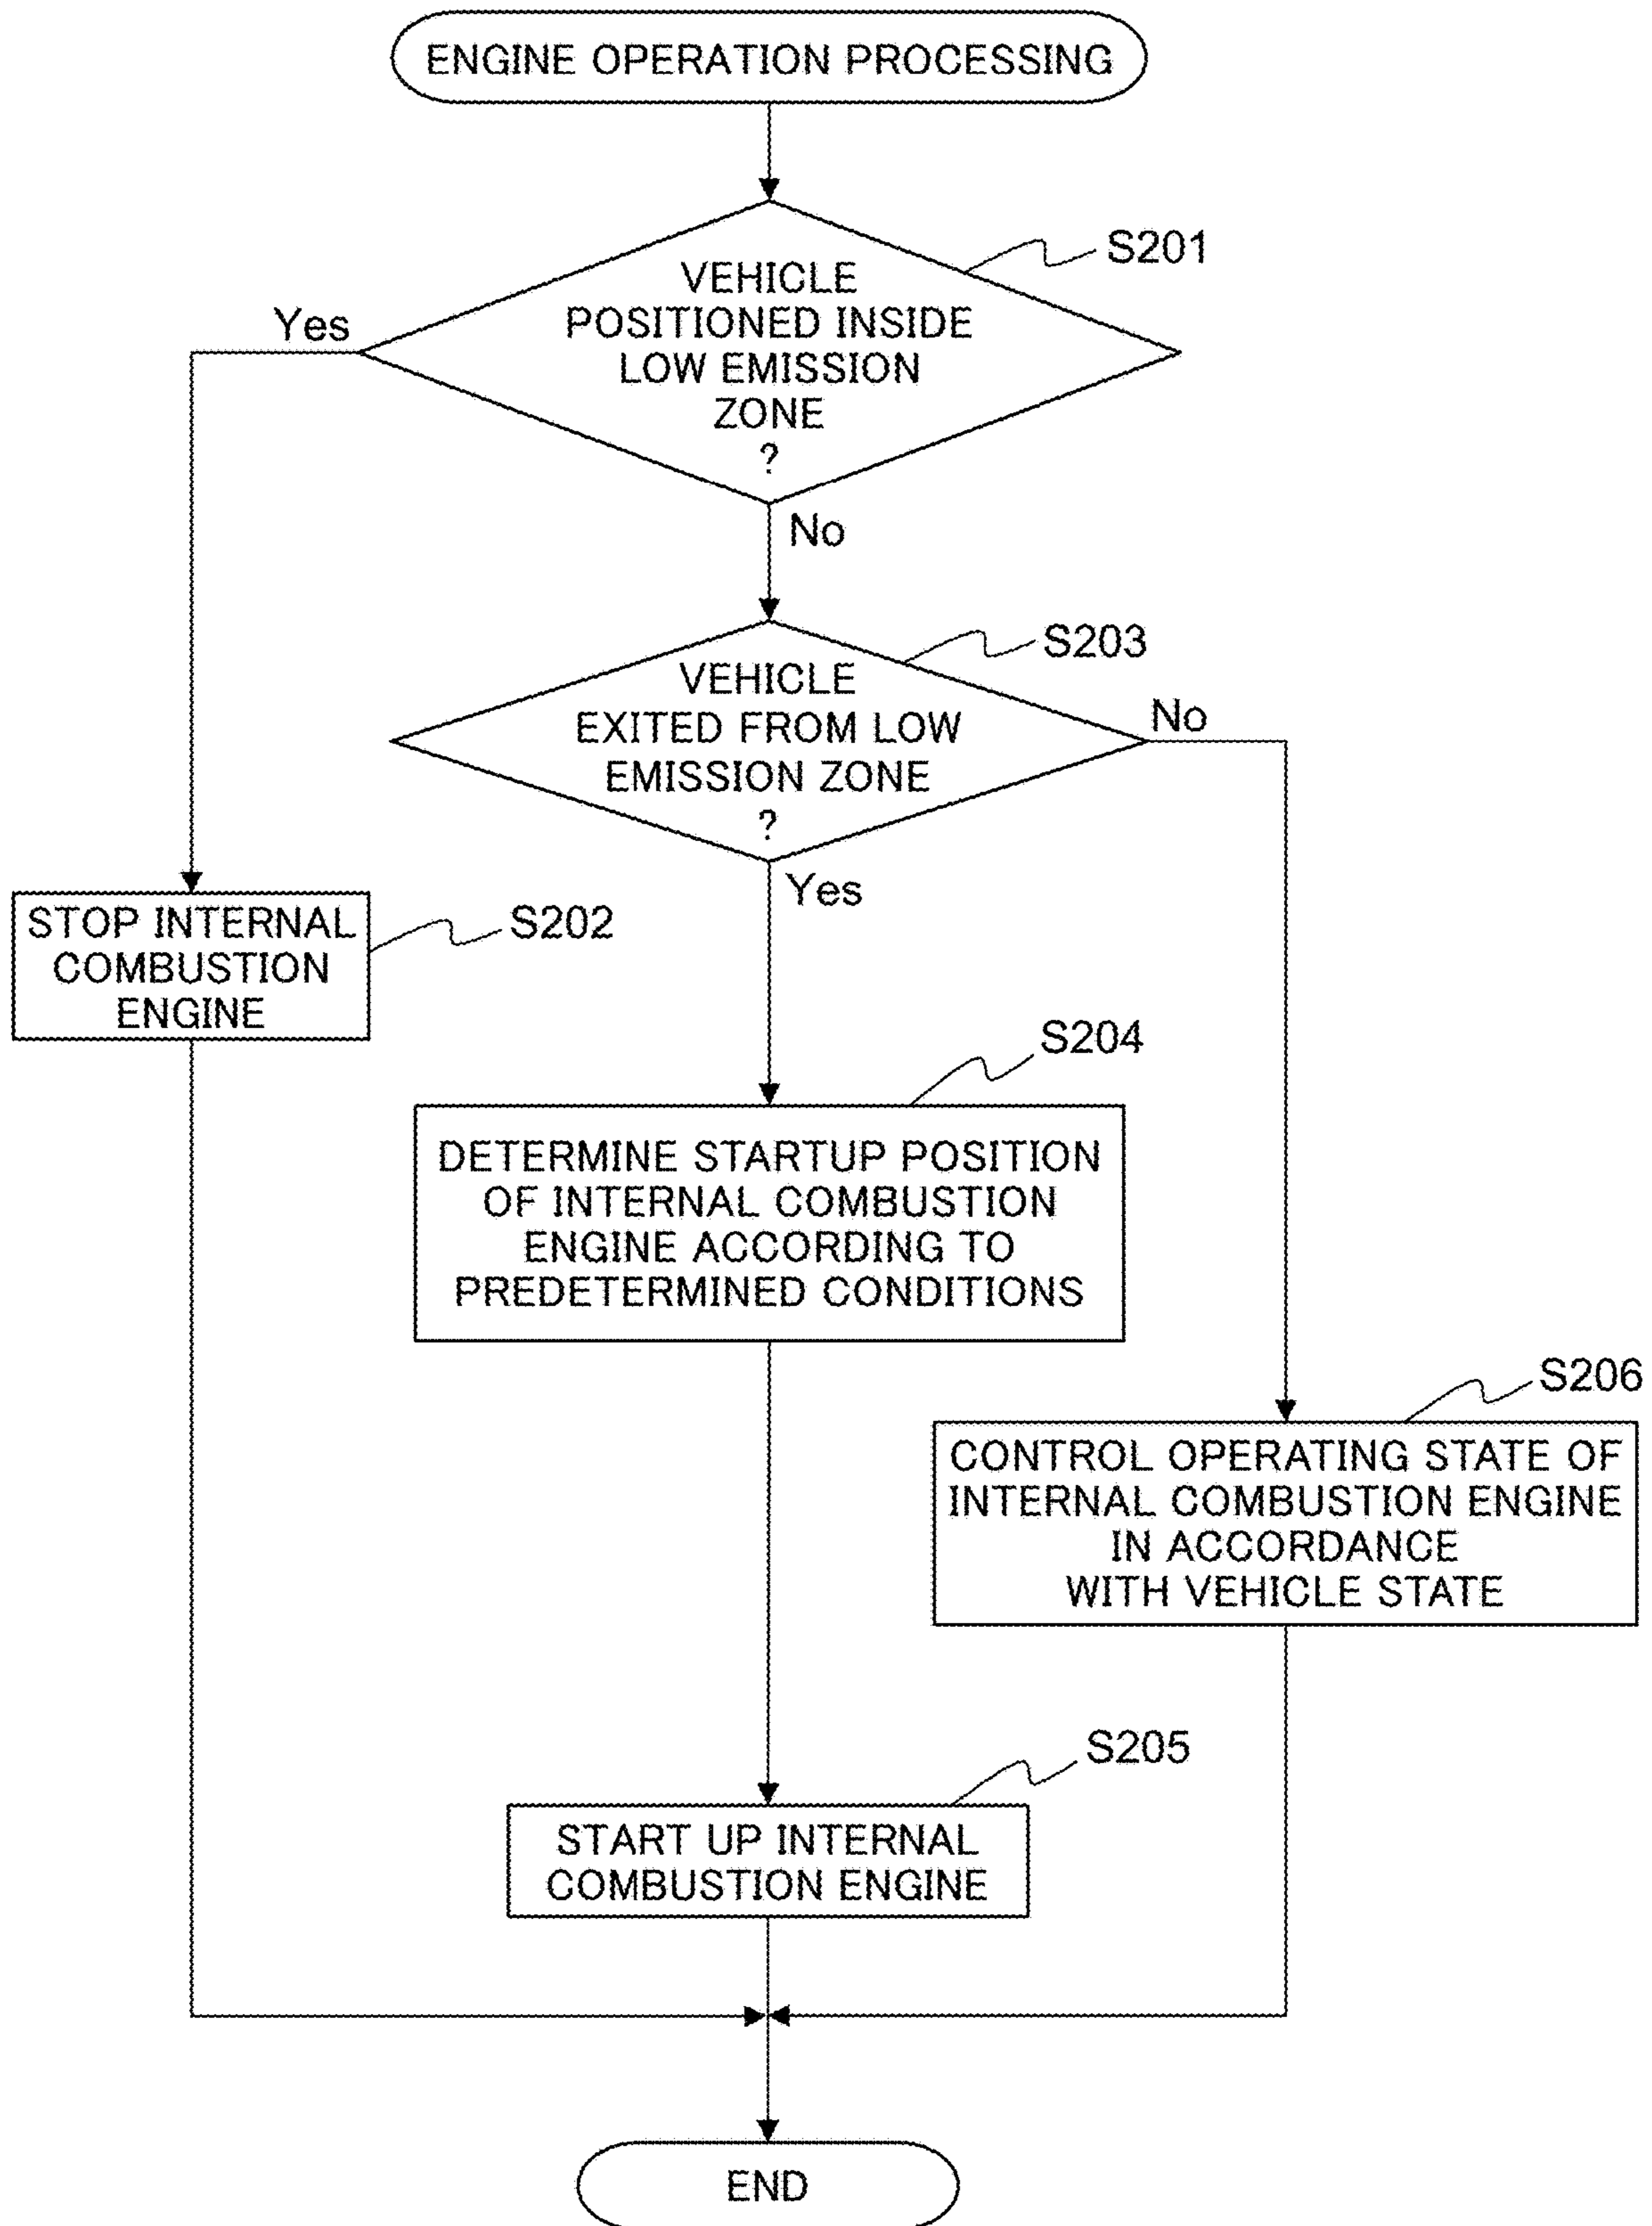 ENGINE OPERATION PROCESSING
S201
VEHICLE
POSITIONED INSIDE
LOW EMISSION
ZONE
?
Yes
No
S203
VEHICLE
EXITED FROM LOW
EMISSION ZONE
?
No
Yes
STOP INTERNAL
COMBUSTION
ENGINE
S202
S204
DETERMINE STARTUP POSITION
OF INTERNAL COMBUSTION
ENGINE ACCORDING TO
PREDETERMINED CONDITIONS
S206
CONTROL OPERATING STATE OF
INTERNAL COMBUSTION ENGINE
IN ACCORDANCE
WITH VEHICLE STATE
S205
START UP INTERNAL
COMBUSTION ENGINE
END